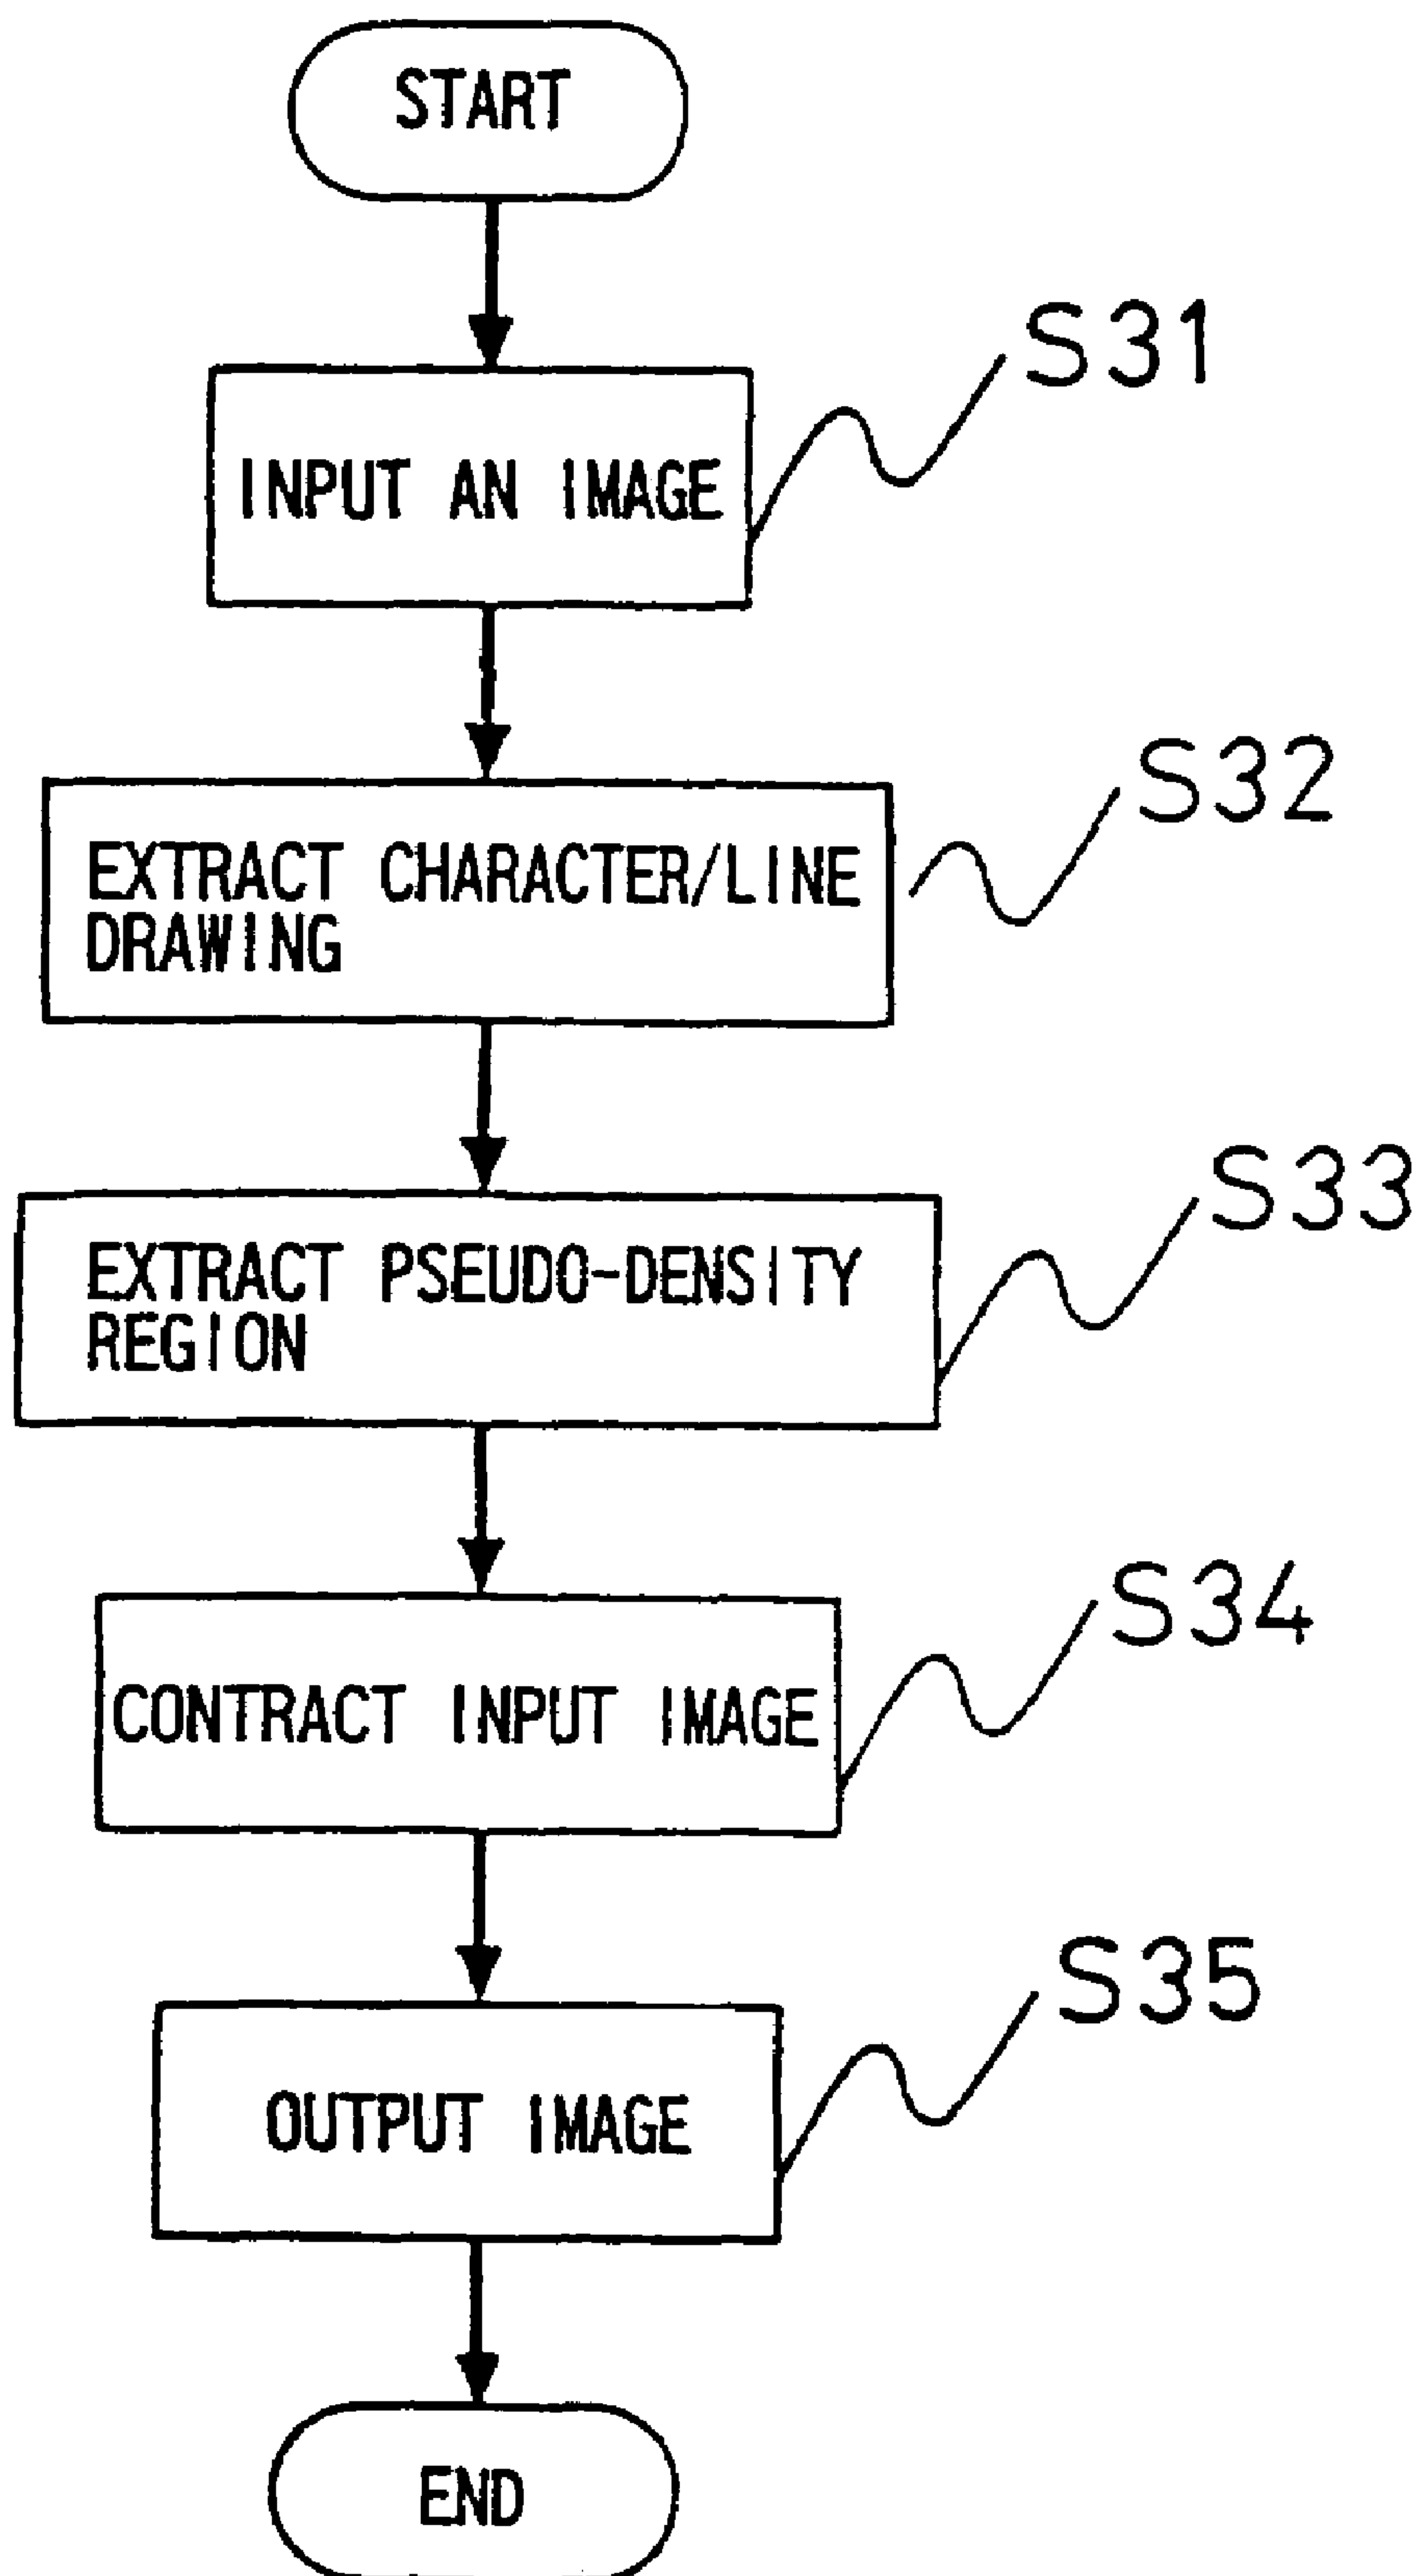 START
S31
INPUT AN IMAGE
S32
EXTRACT CHARACTER/LINE
DRAWING
S33
EXTRACT PSEUDO-DENSITY
REGION
S34
CONTRACT INPUT IMAGE
S35
OUTPUT IMAGE
END